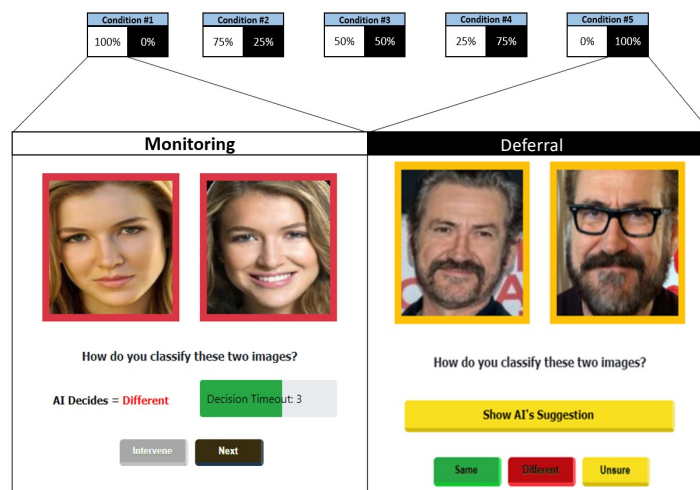 Condition #1
100% 0%
Condition #2
75% 25%
Condition #3
50% 50%
Condition #4
25% 75%
Condition #5
0% 100%
Monitoring
How do you classify these two images?
AI Decides = Different
Decision Timeout: 3
Intervene
Next
Deferral
How do you classify these two images?
Show AI's Suggestion
Same
Different
Unsure